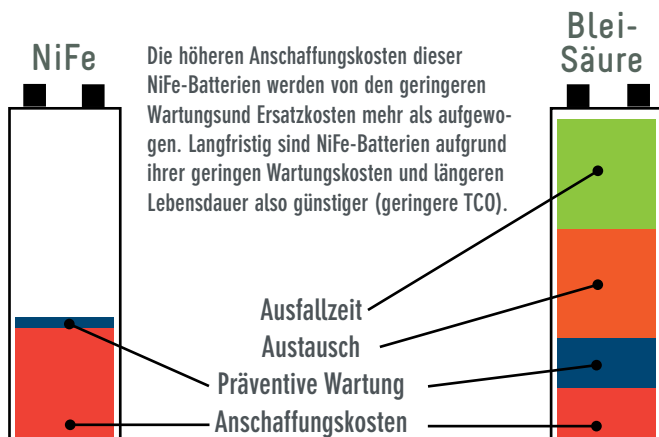 NiFe
Die höheren Anschaffungskosten dieser
NiFe-Batterien werden von den geringeren
Wartungsund Ersatzkosten mehr als aufgewo-
gen. Langfristig sind NiFe-Batterien aufgrund
ihrer geringen Wartungskosten und längeren
Lebensdauer also günstiger (geringere TCO).
Blei-
Säure
Ausfallzeit
Austausch
Präventive Wartung
Anschaffungskosten